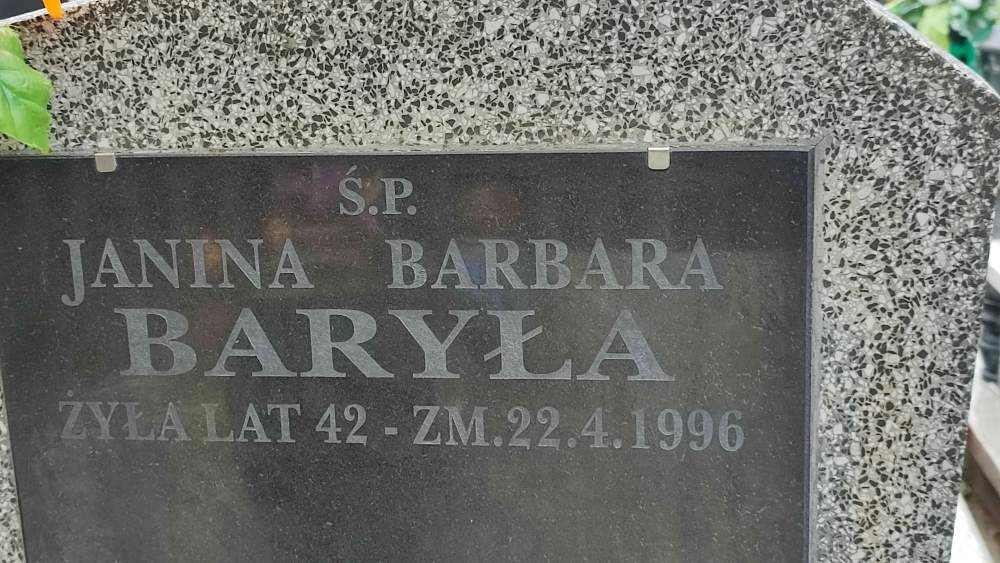 Ś.P.
JANINA BARBARA
BARYŁA
ŻYŁA LAT 42 - ZM.22.4.1996